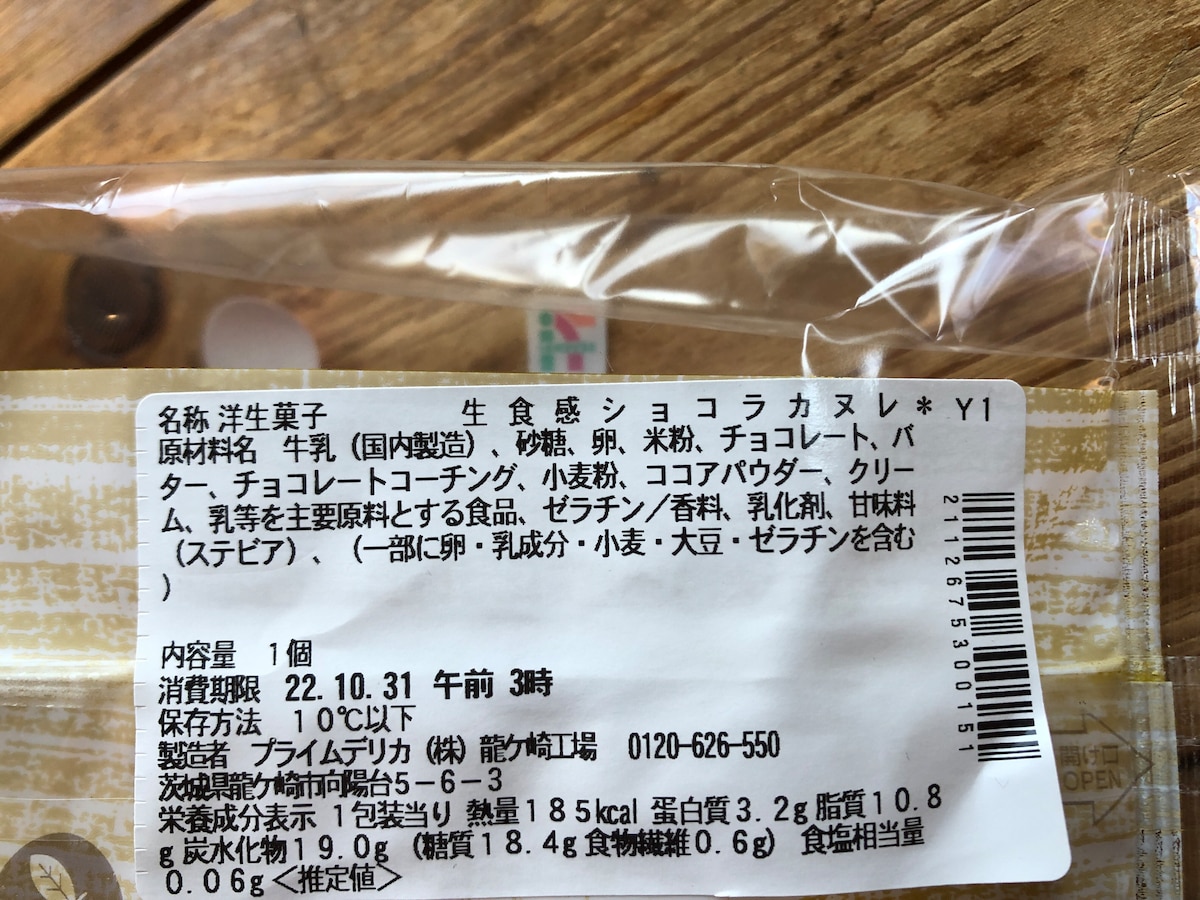 名称 洋生菓子 生食感ショコラカヌレ* Y1
原材料名 牛乳（国内製造）、砂糖、卵、米粉、チョコレート、バ
ター、チョコレートコーチング、小麦粉、ココアパウダー、クリー
ム、乳等を主要原料とする食品、ゼラチン／香料、乳化剤、甘味料
（ステビア）、（一部に卵・乳成分・小麦・大豆・ゼラチンを含む
）
内容量 1個
消費期限 22.10.31 午前 3時
保存方法 10℃以下
製造者 プライムデリカ（株）龍ケ崎工場 0120-626-550
茨城県龍ケ崎市向陽台5－6－3
栄養成分表示 1包装当り 熱量185kcal 蛋白質3.2g 脂質10.8
g 炭水化物19.0g （糖質18.4g 食物繊維0.6g） 食塩相当量
0.06g＜推定値＞
2112675300151
開け口
OPEN